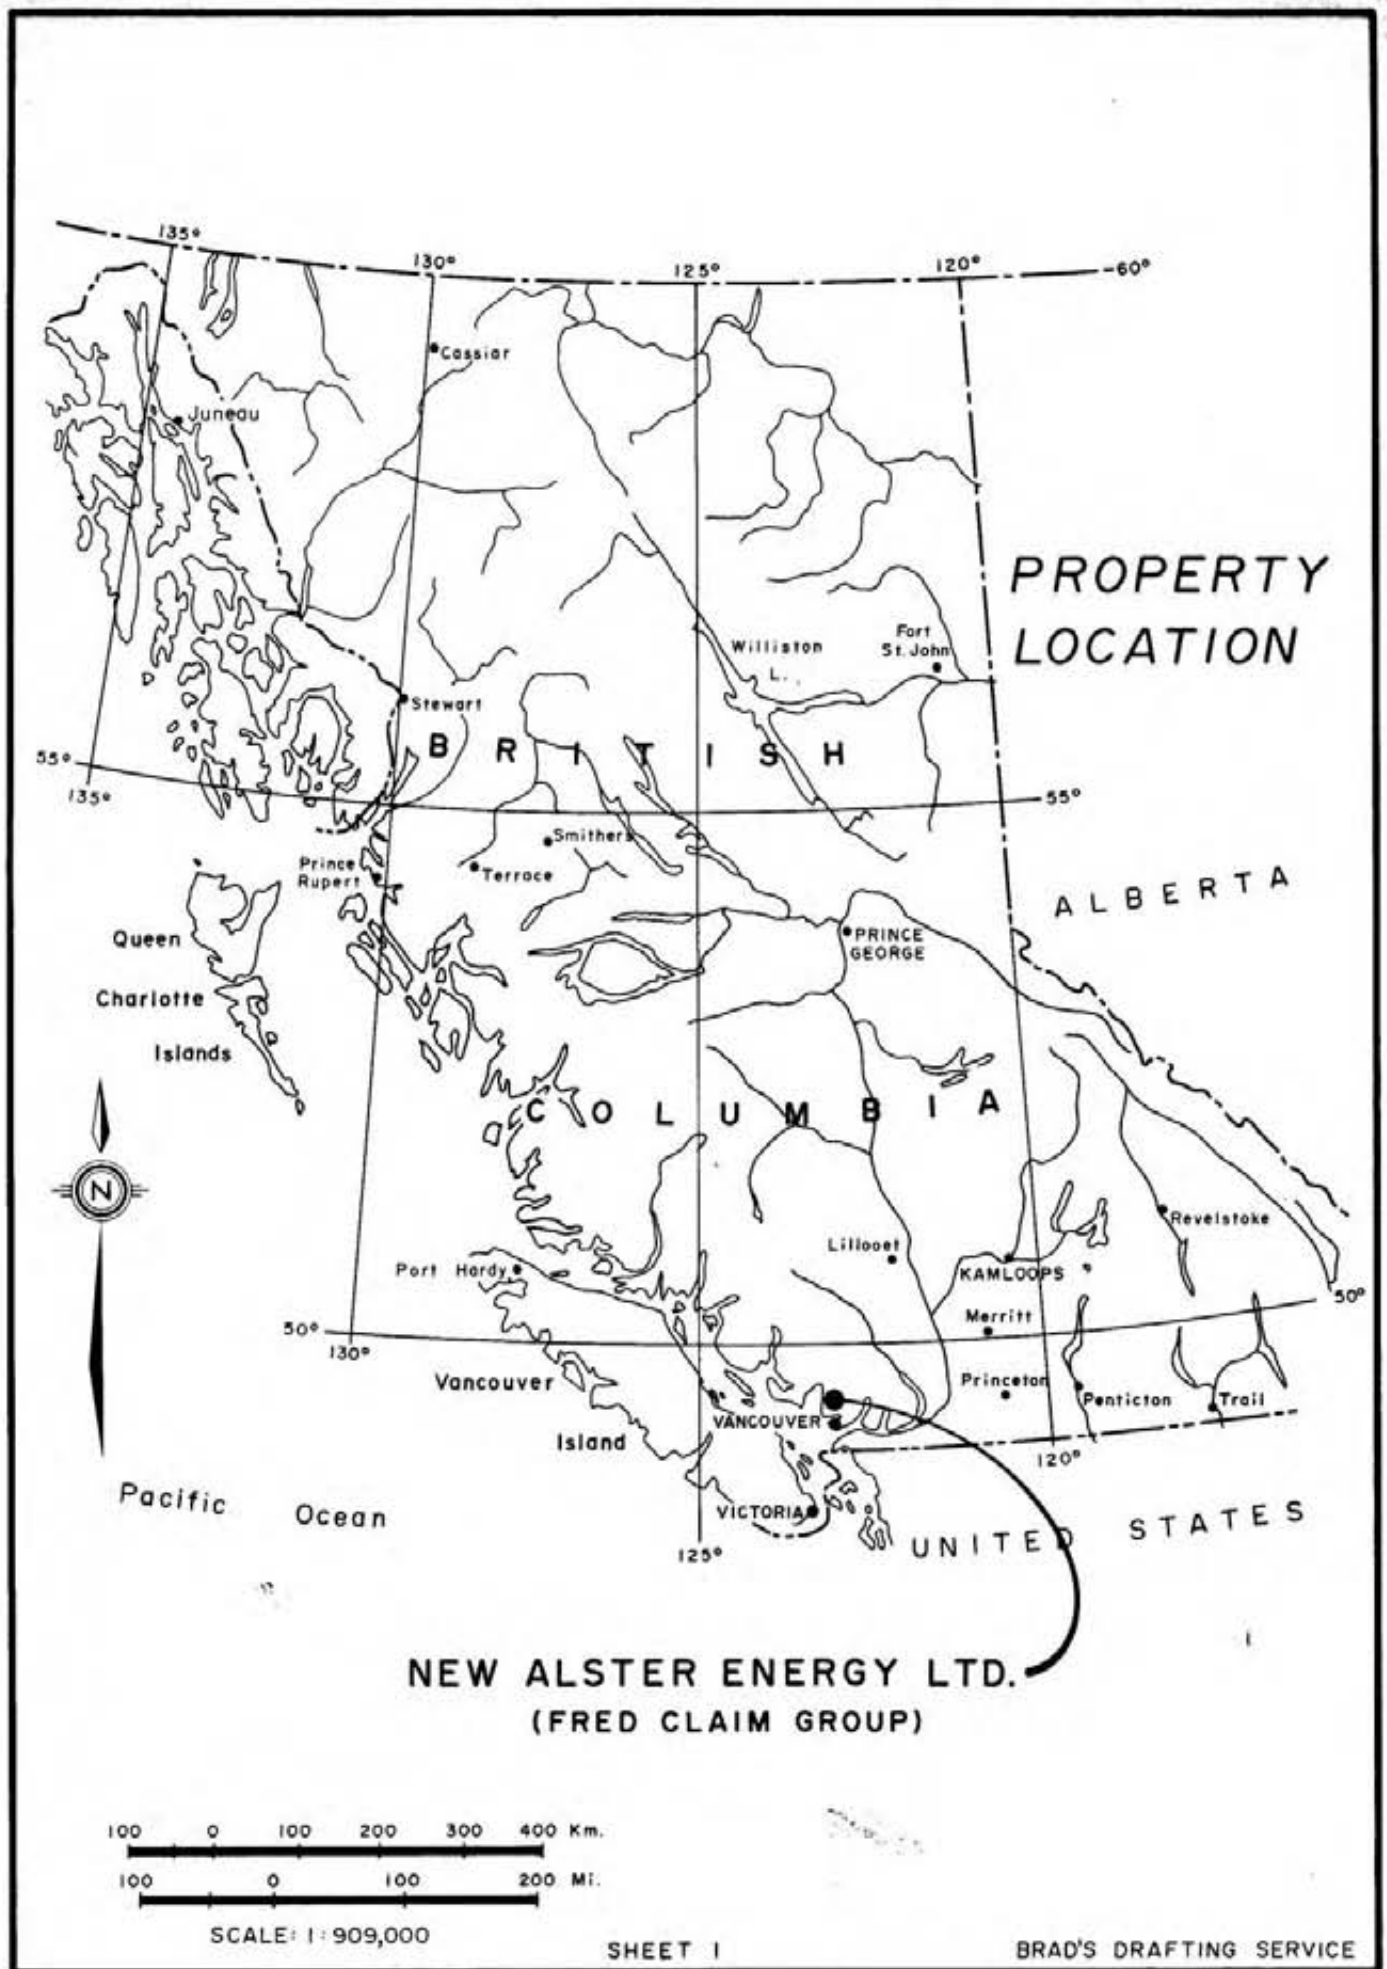 135°
130°
125°
120°
60°
Cassiar
Juneau
PROPERTY
LOCATION
Williston
L.
Fort
St. John
Stewart
BRITISH
55°
135°
55°
Smithers
Terrace
Prince
Rupert
ALBERTA
Queen
Charlotte
Islands
PRINCE
GEORGE
COLUMBIA
N
Revelstoke
Lillooet
Port Hardy
KAMLOOPS
Merritt
50°
50°
130°
Vancouver
Island
Princeton
Penticton
Trail
VANCOUVER
120°
Pacific Ocean
VICTORIA
UNITED STATES
125°
NEW ALSTER ENERGY LTD.
(FRED CLAIM GROUP)
100 0 100 200 300 400 Km.
100 0 100 200 Mi.
SCALE: 1:909,000
SHEET 1
BRAD'S DRAFTING SERVICE